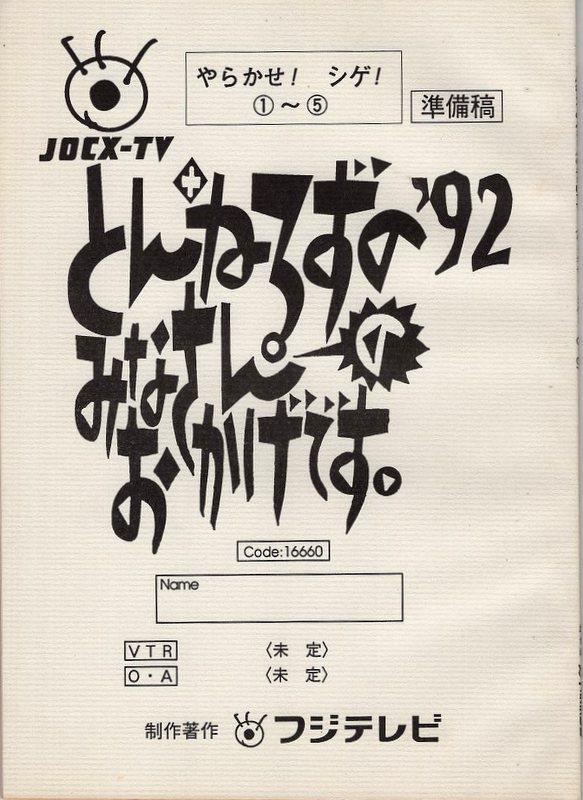 やらかせ！　シゲ！
①～⑤
準備稿
JOCX-TV
とんねるずの'92
みなさんの
おかげです。
Code:16660
Name
VTR 〈未　定〉
O・A 〈未　定〉
制作著作 フジテレビ